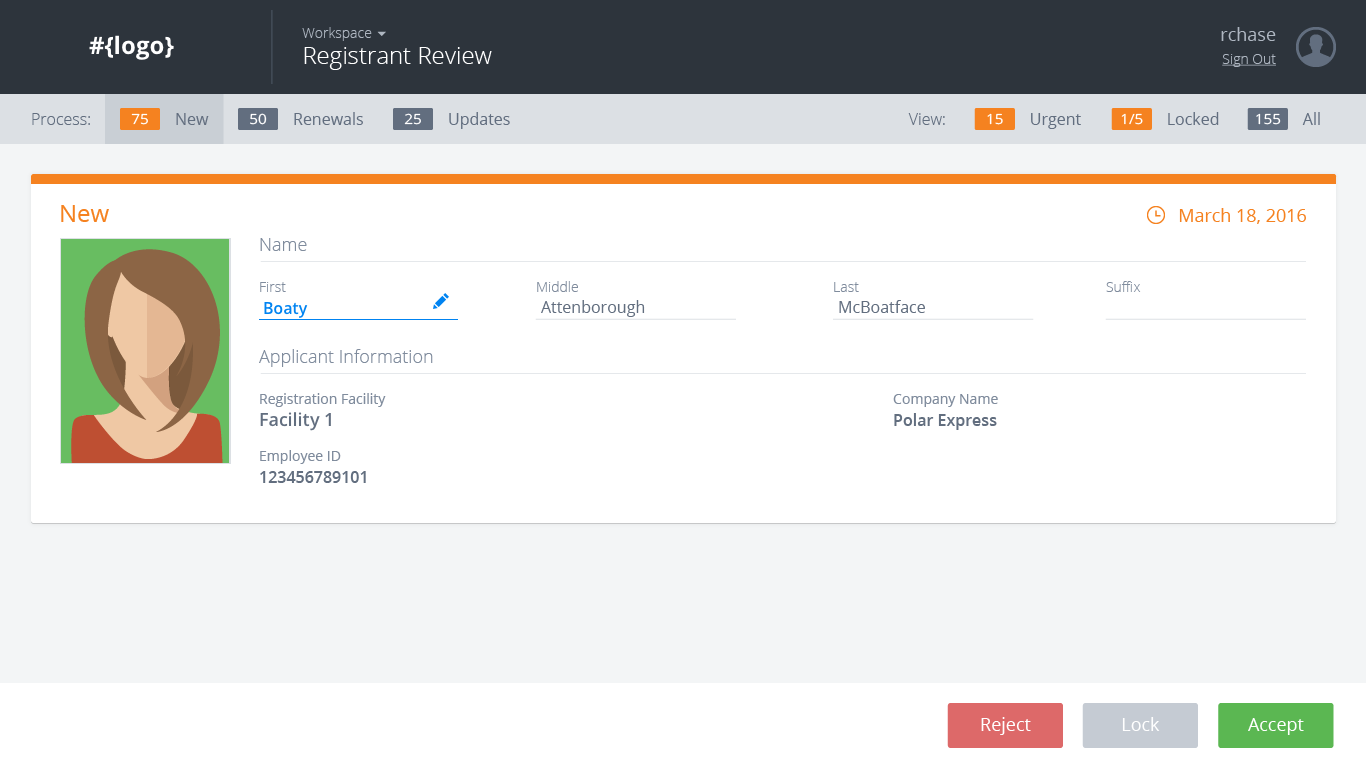 #{logo}
Workspace
Registrant Review
rchase
Sign Out
Process: 75 New 50 Renewals 25 Updates View: 15 Urgent 1/5 Locked 155 All
New
March 18, 2016
Name
First Middle Last Suffix
Boaty Attenborough McBoatface
Applicant Information
Registration Facility Company Name
Facility 1 Polar Express
Employee ID
123456789101
Reject Lock Accept